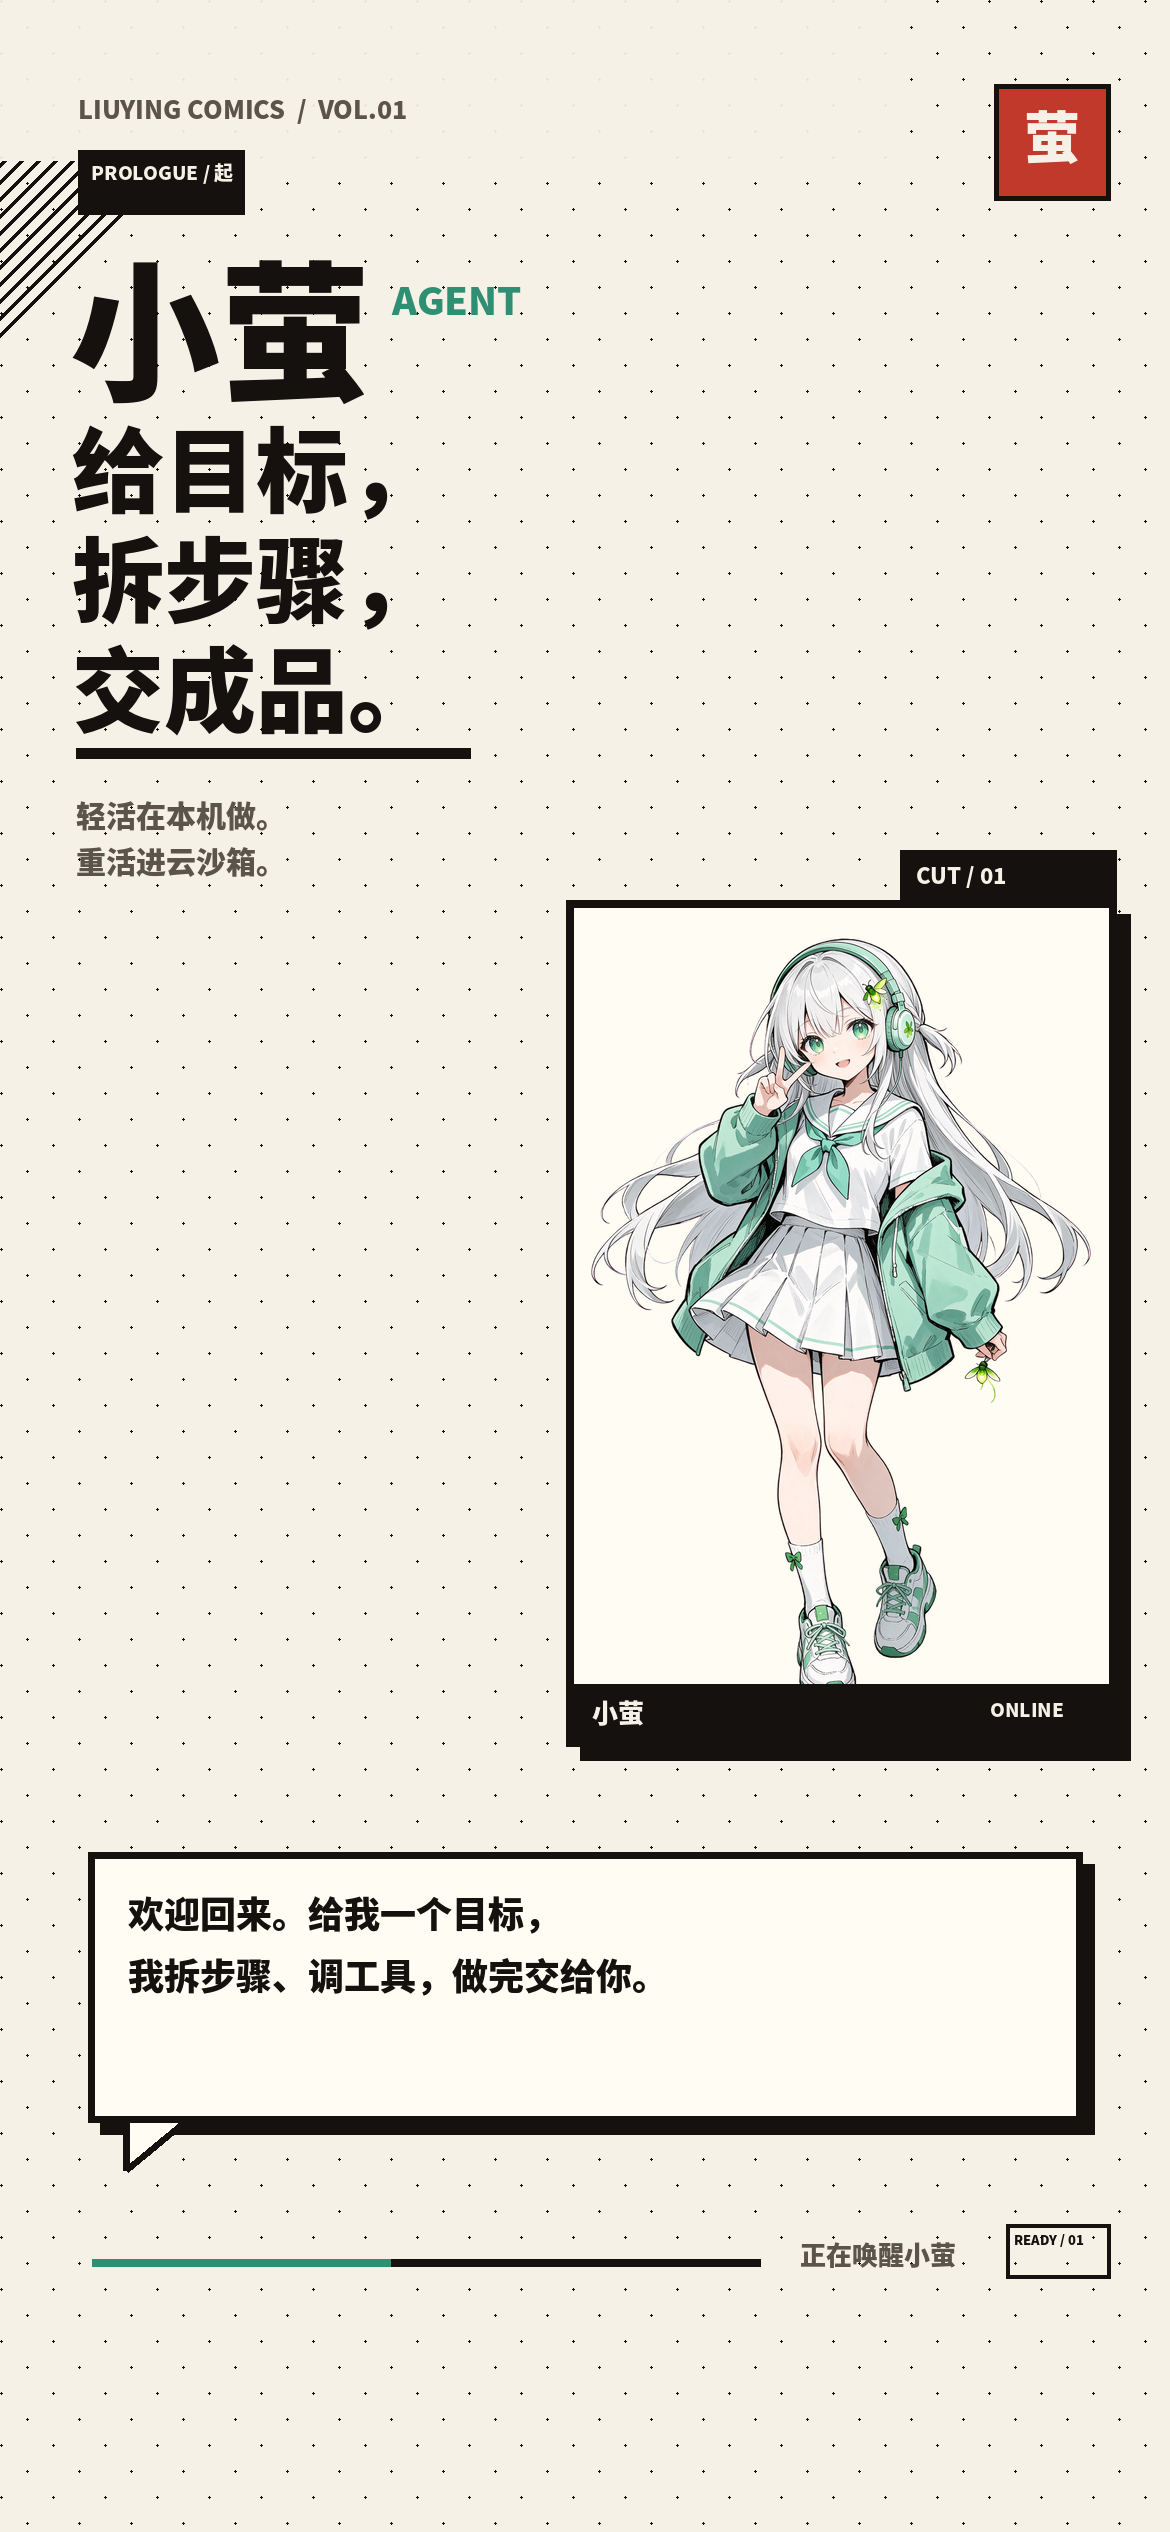 LIUYING COMICS / VOL.01
萤
PROLOGUE / 起
小萤 AGENT
给目标，
拆步骤，
交成品。
轻活在本机做。
重活进云沙箱。
CUT / 01
小萤
ONLINE
欢迎回来。给我一个目标，
我拆步骤、调工具，做完交给你。
正在唤醒小萤
READY / 01